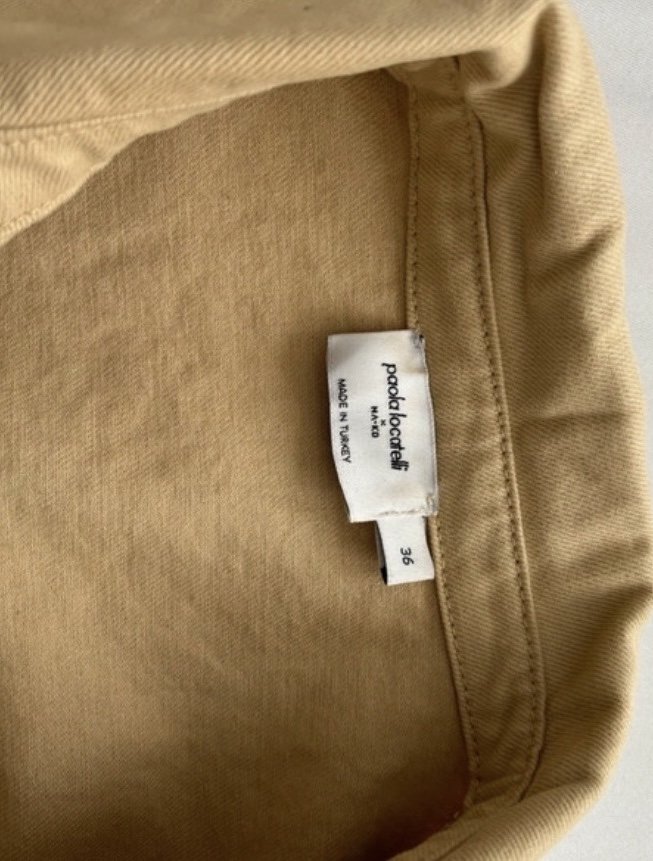 paola locatelli
×
NA-KD
MADE IN TURKEY
36